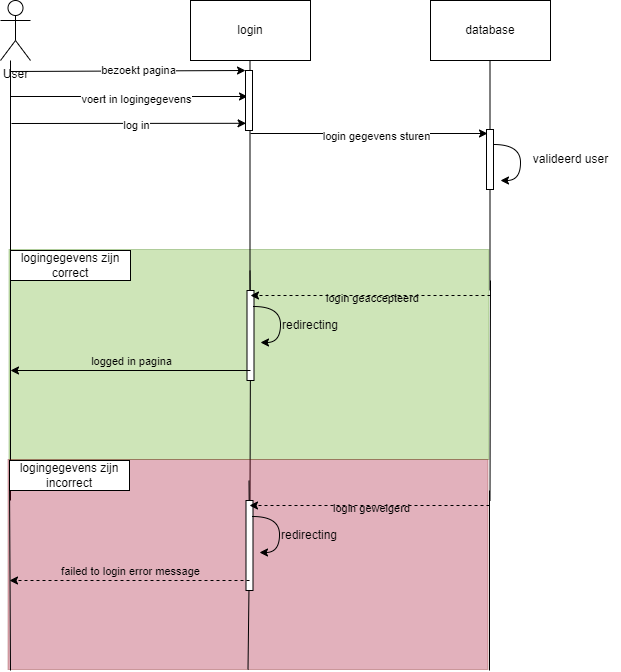 login
database
User
bezoekt pagina
voert in logingegevens
log in
login gegevens sturen
valideerd user
logingegevens zijn
correct
login geaccepleerd
redirecting
logged in pagina
logingegevens zijn
incorrect
login geweigerd
redirecting
failed to login error message